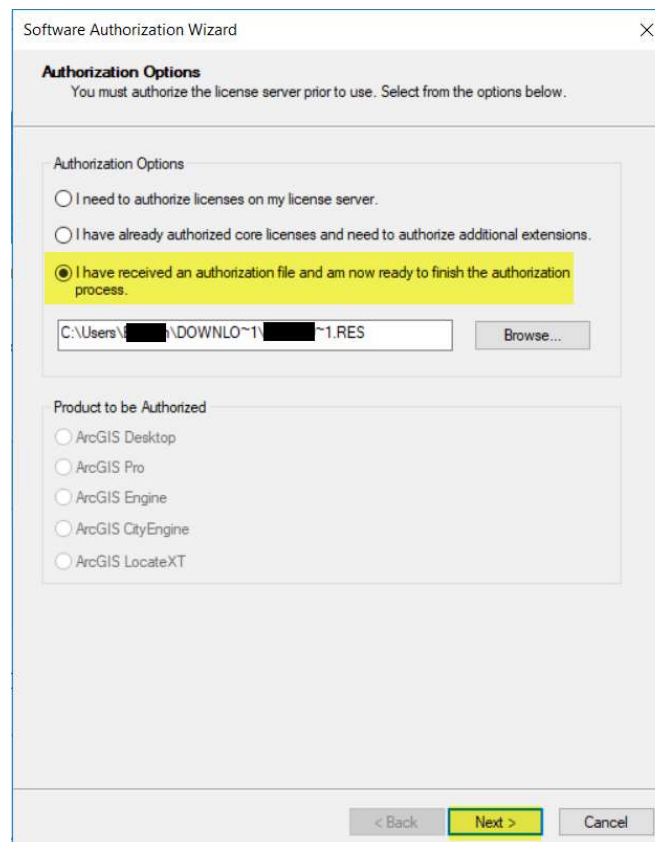 Software Authorization Wizard
Authorization Options
You must authorize the license server prior to use. Select from the options below.
Authorization Options
I need to authorize licenses on my license server.
I have already authorized core licenses and need to authorize additional extensions.
I have received an authorization file and am now ready to finish the authorization
process.
C:\Users\ \DOWNLO~1\ ~1.RES
Browse...
Product to be Authorized
ArcGIS Desktop
ArcGIS Pro
ArcGIS Engine
ArcGIS CityEngine
ArcGIS LocateXT
< Back
Next >
Cancel